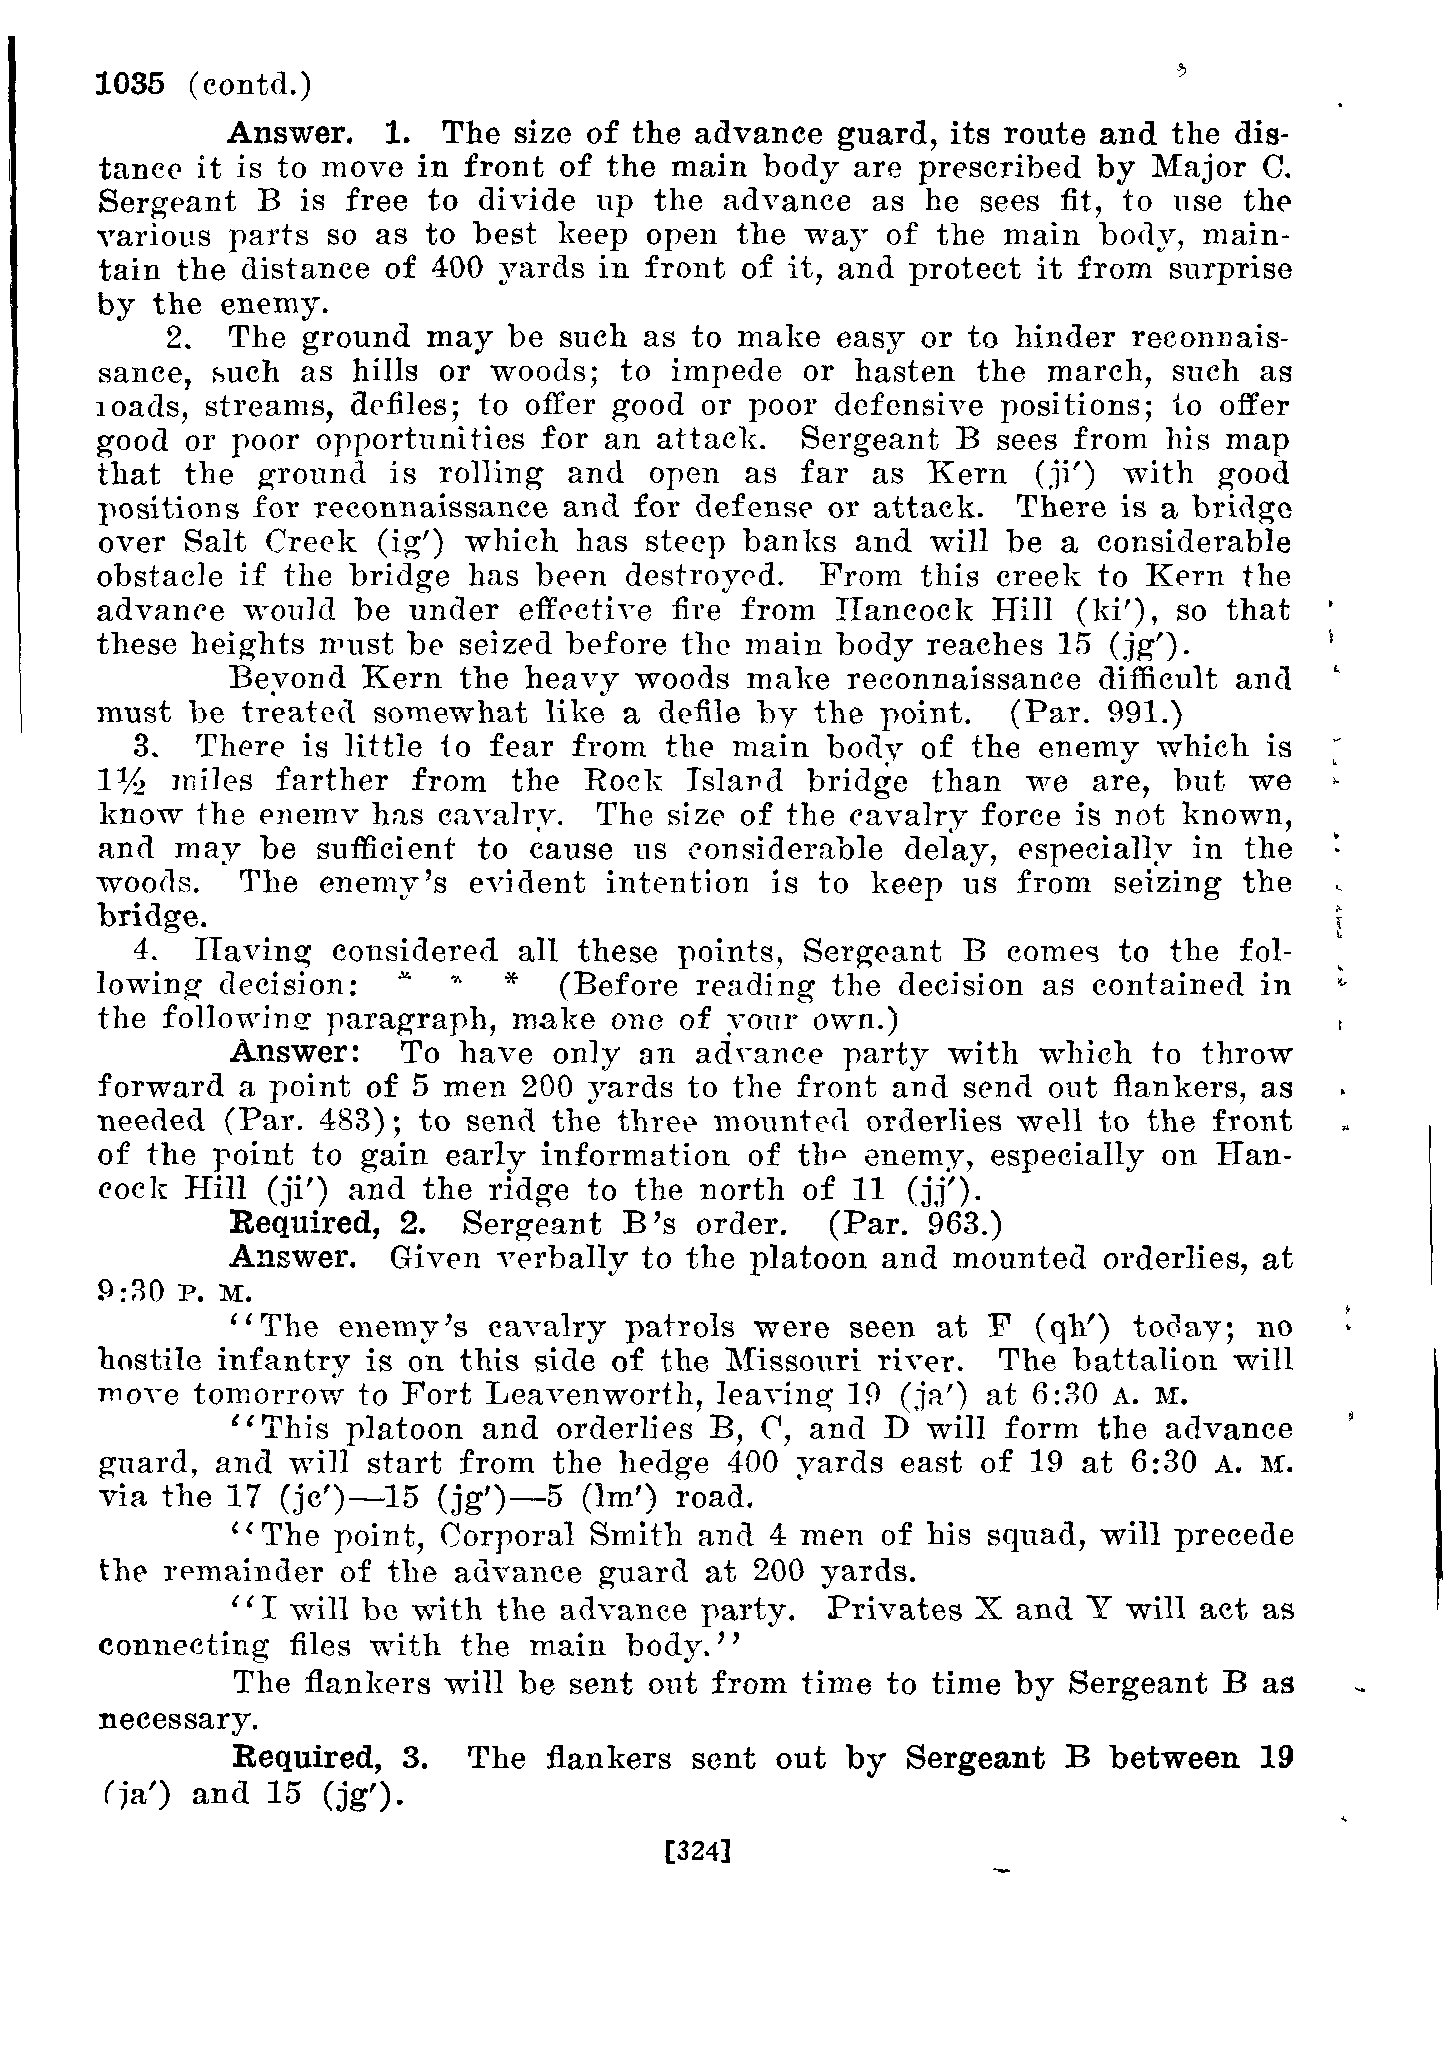 1035 (contd.)
Answer. 1. The size of the advance guard, its route and the dis-
tance it is to move in front of the main body are prescribed by Major C.
Sergeant B is free to divide up the advance as he sees fit, to use the
various parts so as to best keep open the way of the main body, main-
tain the distance of 400 yards in front of it, and protect it from surprise
by the enemy.
2. The ground may be such as to make easy or to hinder reconnais-
sance, such as hills or woods; to impede or hasten the march, such as
roads, streams, defiles; to offer good or poor defensive positions; to offer
good or poor opportunities for an attack. Sergeant B sees from his map
that the ground is rolling and open as far as Kern (ji') with good
positions for reconnaissance and for defense or attack. There is a bridge
over Salt Creek (ig') which has steep banks and will be a considerable
obstacle if the bridge has been destroyed. From this creek to Kern the
advance would be under effective fire from Hancock Hill (ki'), so that
these heights must be seized before the main body reaches 15 (jg').
Beyond Kern the heavy woods make reconnaissance difficult and
must be treated somewhat like a defile by the point. (Par. 991.)
3. There is little to fear from the main body of the enemy which is
1½ miles farther from the Rock Island bridge than we are, but we
know the enemy has cavalry. The size of the cavalry force is not known,
and may be sufficient to cause us considerable delay, especially in the
woods. The enemy's evident intention is to keep us from seizing the
bridge.
4. Having considered all these points, Sergeant B comes to the fol-
lowing decision: * * * (Before reading the decision as contained in
the following paragraph, make one of your own.)
Answer: To have only an advance party with which to throw
forward a point of 5 men 200 yards to the front and send out flankers, as
needed (Par. 483); to send the three mounted orderlies well to the front
of the point to gain early information of the enemy, especially on Han-
cock Hill (ji') and the ridge to the north of 11 (jj').
Required, 2. Sergeant B's order. (Par. 963.)
Answer. Given verbally to the platoon and mounted orderlies, at
9:30 P. M.
"The enemy's cavalry patrols were seen at F (qh') today; no
hostile infantry is on this side of the Missouri river. The battalion will
move tomorrow to Fort Leavenworth, leaving 19 (ja') at 6:30 A. M.
"This platoon and orderlies B, C, and D will form the advance
guard, and will start from the hedge 400 yards east of 19 at 6:30 A. M.
via the 17 (jc')—15 (jg')—5 (lm') road.
"The point, Corporal Smith and 4 men of his squad, will precede
the remainder of the advance guard at 200 yards.
"I will be with the advance party. Privates X and Y will act as
connecting files with the main body."
The flankers will be sent out from time to time by Sergeant B as
necessary.
Required, 3. The flankers sent out by Sergeant B between 19
(ja') and 15 (jg').
[324]